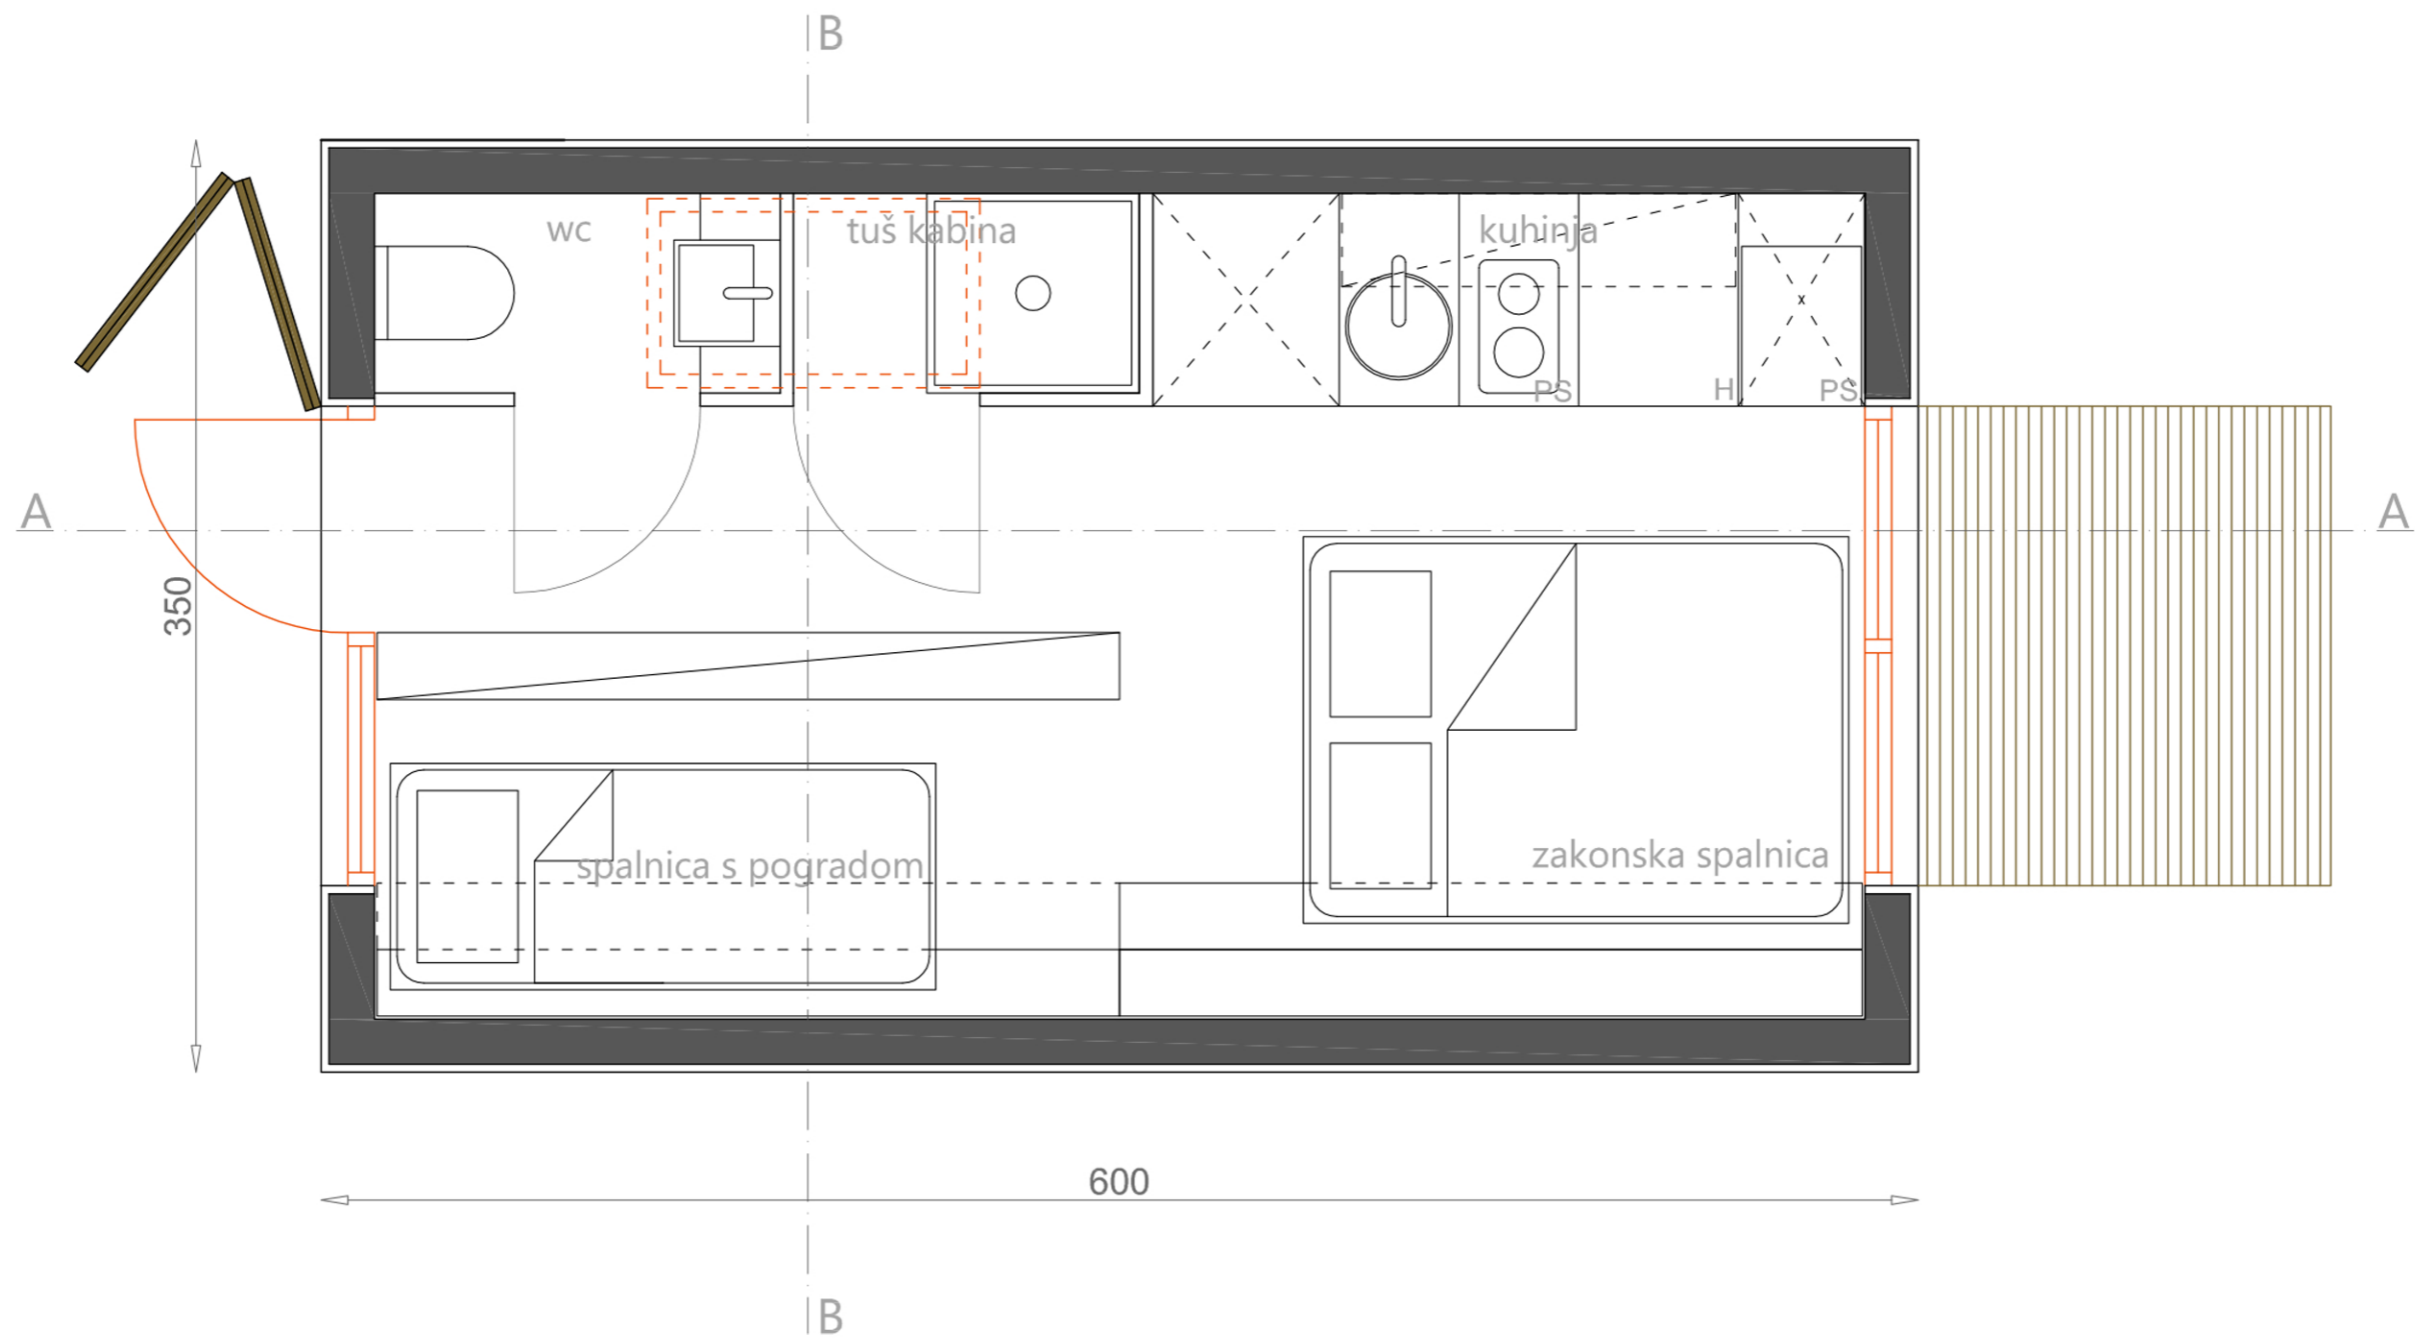 B
wc
tuš kabina
kuhinja
PS
H
PS
A
A
350
spalnica s pogradom
zakonska spalnica
600
B